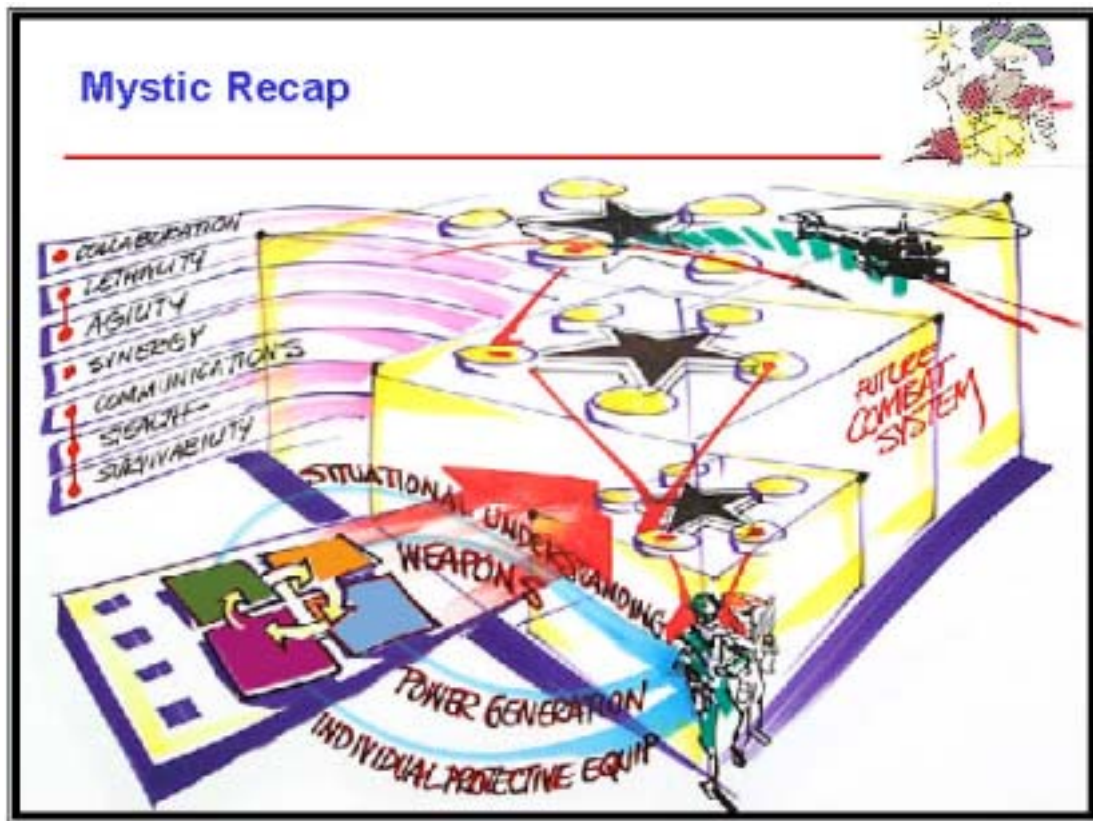 Mystic Recap
COLLABORATION
LETHALITY
AGILITY
SYNERGY
COMMUNICATIONS
STEALTH
SURVIVABILITY
FUTURE
COMBAT
SYSTEM
SITUATIONAL UNDERSTANDING
WEAPONS
POWER GENERATION
INDIVIDUAL PROTECTIVE EQUIP